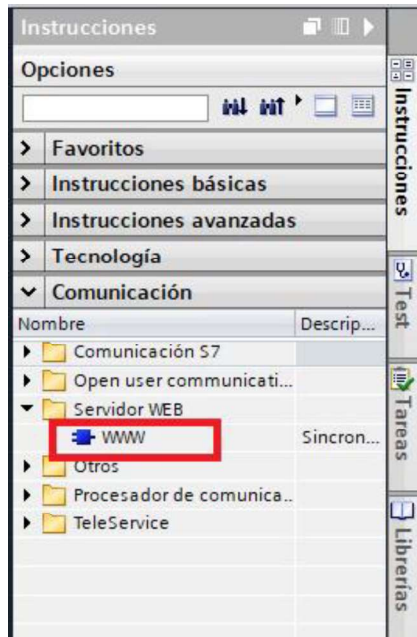 Instrucciones
Opciones
Favoritos
Instrucciones básicas
Instrucciones avanzadas
Tecnología
Comunicación
Nombre Descrip...
Comunicación S7
Open user communicati...
Servidor WEB
WWW Sincron...
Otros
Procesador de comunica..
TeleService
Instrucciones
Test
Tareas
Librerías